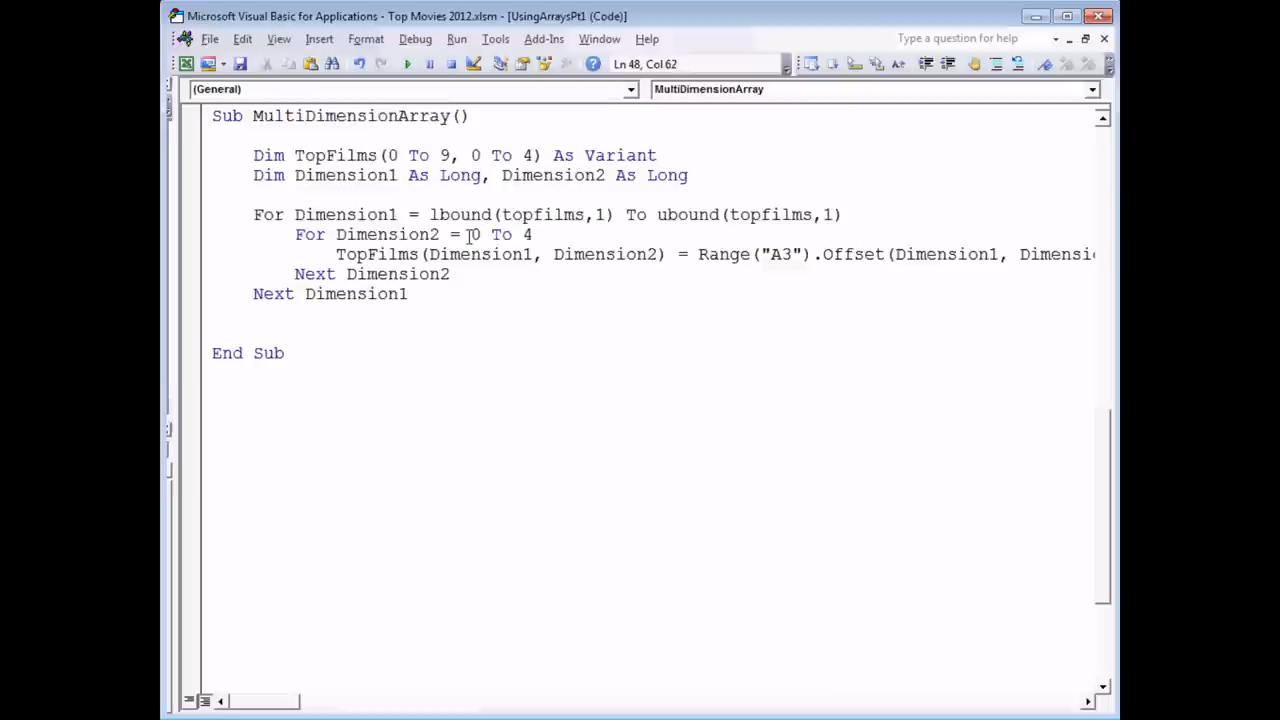 Microsoft Visual Basic for Applications - Top Movies 2012.xlsm - [UsingArraysPt1 (Code)]
File Edit View Insert Format Debug Run Tools Add-Ins Window Help Type a question for help
Ln 48, Col 62
(General) MultiDimensionArray
Sub MultiDimensionArray()
Dim TopFilms(0 To 9, 0 To 4) As Variant
Dim Dimension1 As Long, Dimension2 As Long
For Dimension1 = lbound(topfilms,1) To ubound(topfilms,1)
For Dimension2 = 0 To 4
TopFilms(Dimension1, Dimension2) = Range("A3").Offset(Dimension1, Dimensi
Next Dimension2
Next Dimension1
End Sub